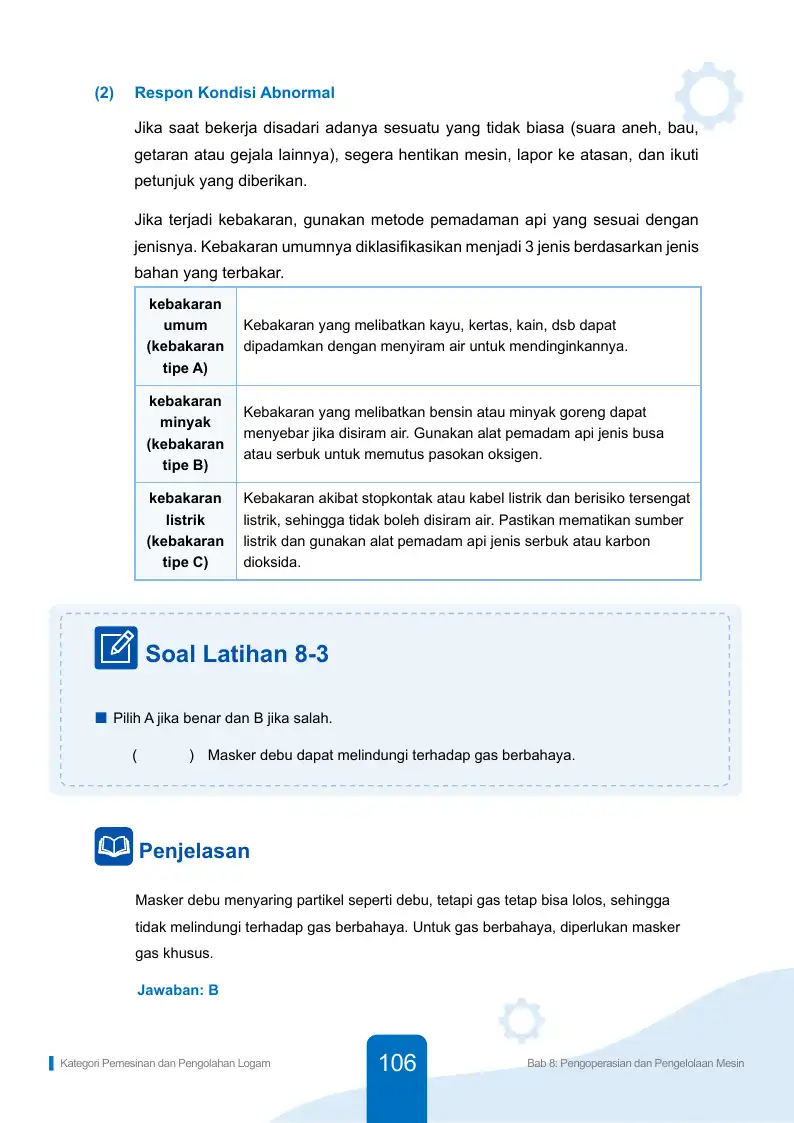 (2) Respon Kondisi Abnormal
Jika saat bekerja disadari adanya sesuatu yang tidak biasa (suara aneh, bau,
getaran atau gejala lainnya), segera hentikan mesin, lapor ke atasan, dan ikuti
petunjuk yang diberikan.
Jika terjadi kebakaran, gunakan metode pemadaman api yang sesuai dengan
jenisnya. Kebakaran umumnya diklasifikasikan menjadi 3 jenis berdasarkan jenis
bahan yang terbakar.
kebakaran
umum
(kebakaran
tipe A)
Kebakaran yang melibatkan kayu, kertas, kain, dsb dapat
dipadamkan dengan menyiram air untuk mendinginkannya.
kebakaran
minyak
(kebakaran
tipe B)
Kebakaran yang melibatkan bensin atau minyak goreng dapat
menyebar jika disiram air. Gunakan alat pemadam api jenis busa
atau serbuk untuk memutus pasokan oksigen.
kebakaran
listrik
(kebakaran
tipe C)
Kebakaran akibat stopkontak atau kabel listrik dan berisiko tersengat
listrik, sehingga tidak boleh disiram air. Pastikan mematikan sumber
listrik dan gunakan alat pemadam api jenis serbuk atau karbon
dioksida.
Soal Latihan 8-3
■ Pilih A jika benar dan B jika salah.
( ) Masker debu dapat melindungi terhadap gas berbahaya.
Penjelasan
Masker debu menyaring partikel seperti debu, tetapi gas tetap bisa lolos, sehingga
tidak melindungi terhadap gas berbahaya. Untuk gas berbahaya, diperlukan masker
gas khusus.
Jawaban: B
Kategori Pemesinan dan Pengolahan Logam
106
Bab 8: Pengoperasian dan Pengelolaan Mesin